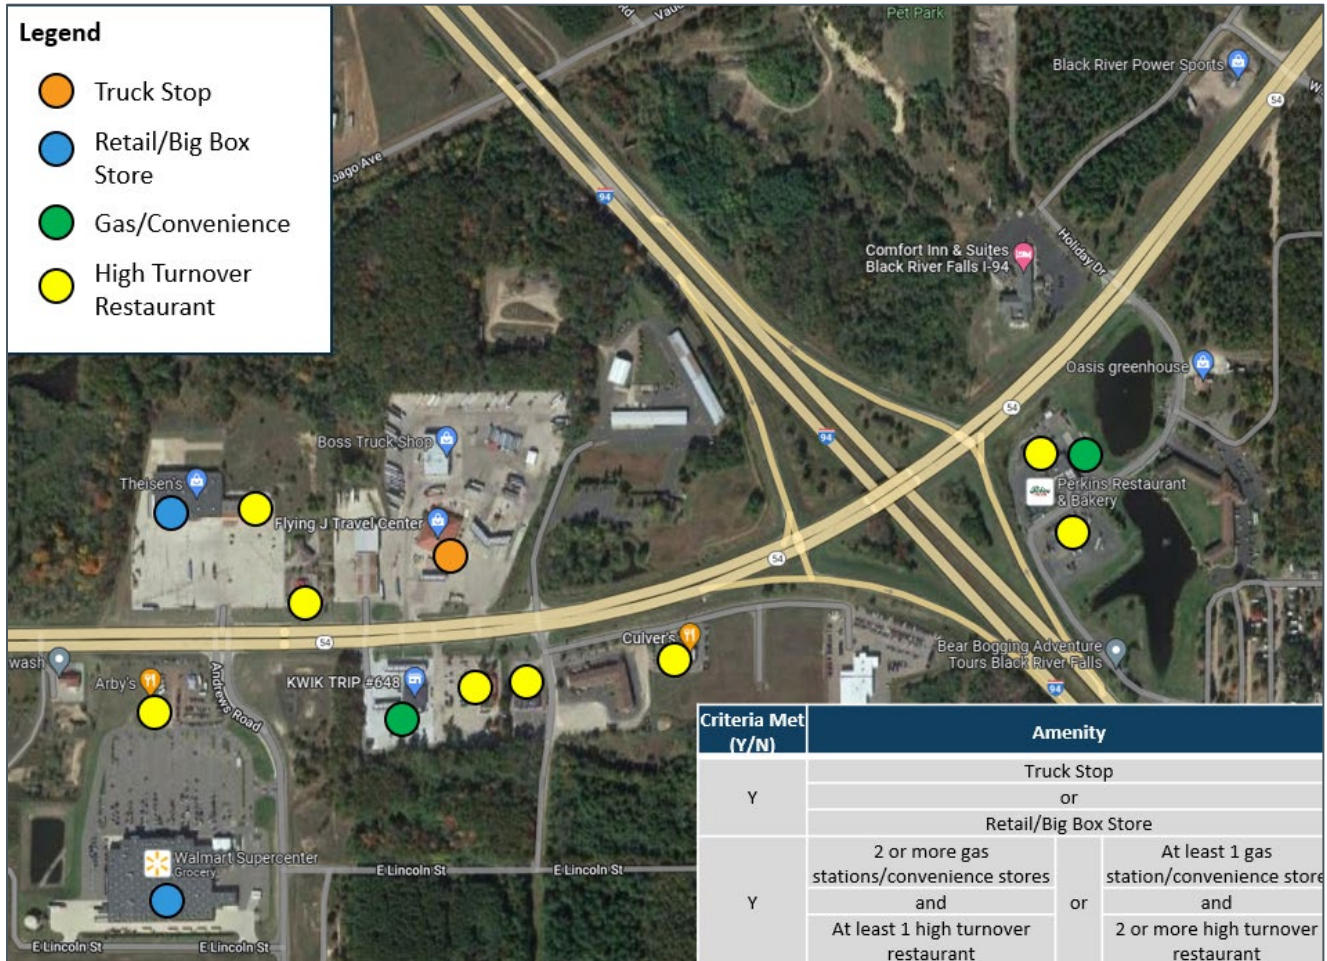 Legend
Truck Stop
Retail/Big Box
Store
Gas/Convenience
High Turnover
Restaurant
Pet Park
Black River Power Sports
54
94
Comfort Inn & Suites
Black River Falls I-94
Holiday Dr
Oasis greenhouse
54
94
Boss Truck Shop
Theisen's
Flying J Travel Center
Perkins Restaurant
& Bakery
54
54
Culver's
wash
Arby's
Andrews Road
KWIK TRIP #648
Bear Bogging Adventure
Tours Black River Falls
94
Walmart Supercenter
Grocery
E Lincoln St
E Lincoln St
E Lincoln St
E Lincoln St
Criteria Met
(Y/N)
Amenity
Y
Truck Stop
or
Retail/Big Box Store
Y
2 or more gas
stations/convenience stores
and
At least 1 high turnover
restaurant
or
At least 1 gas
station/convenience store
and
2 or more high turnover
restaurant